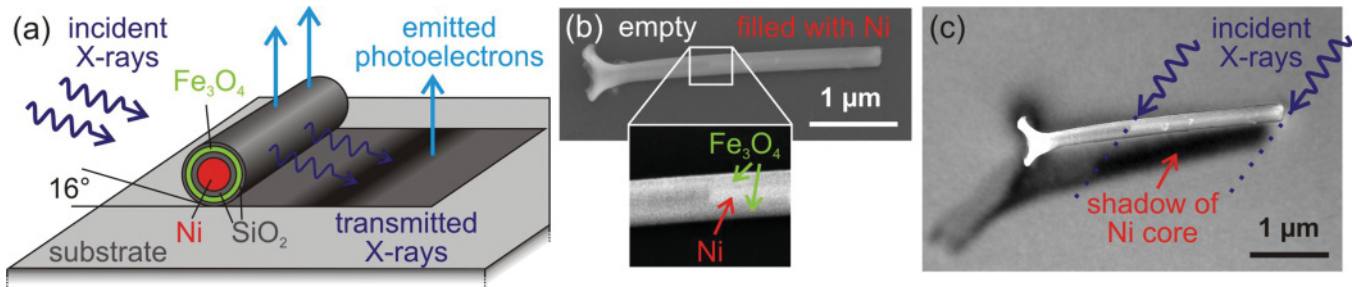 (a)
incident
X-rays
emitted
photoelectrons
Fe₃O₄
16°
Ni
SiO₂
substrate
transmitted
X-rays
(b)
empty
filled with Ni
1 µm
Fe₃O₄
Ni
(c)
incident
X-rays
shadow of
Ni core
1 µm